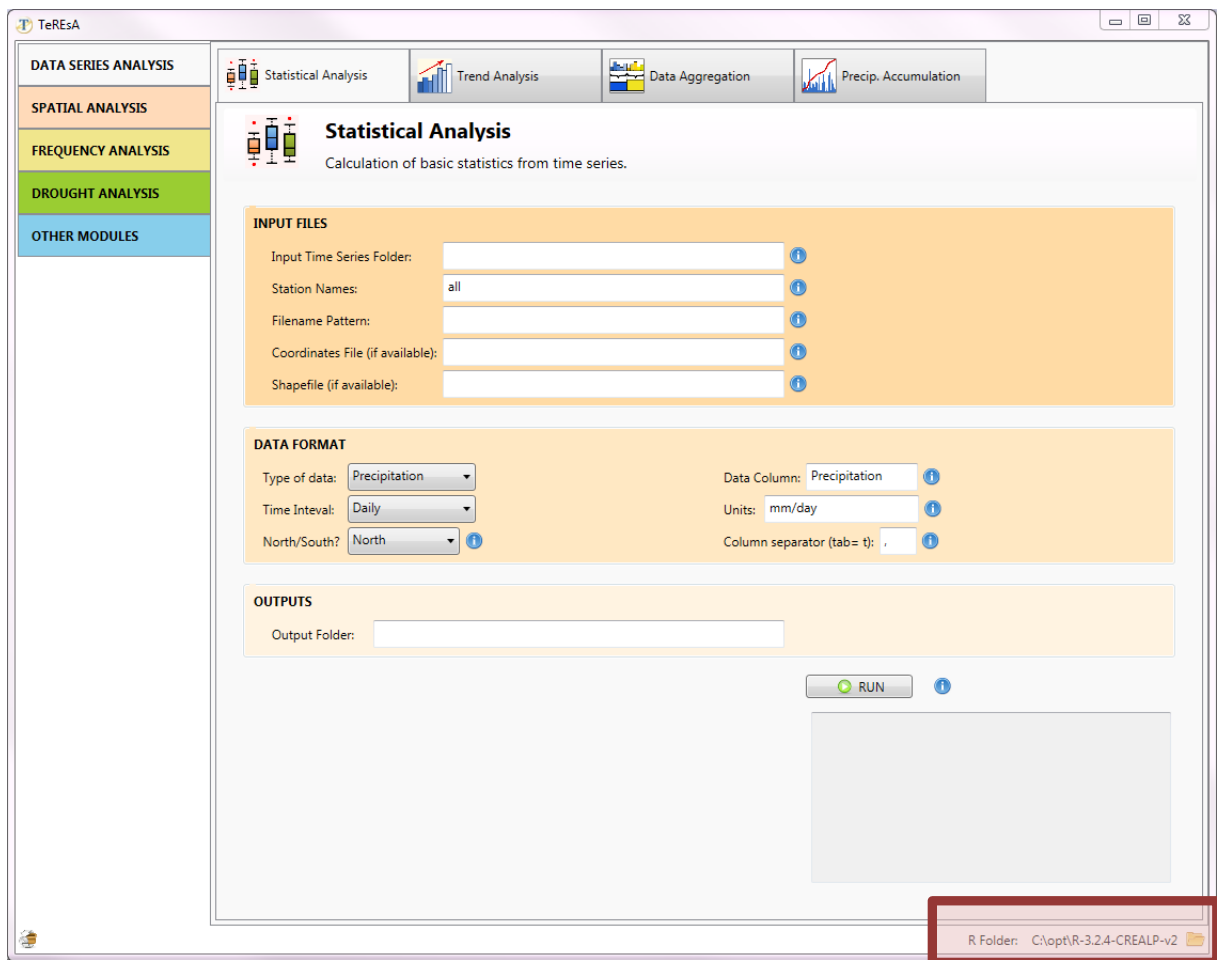 TeREsA
DATA SERIES ANALYSIS
SPATIAL ANALYSIS
FREQUENCY ANALYSIS
DROUGHT ANALYSIS
OTHER MODULES
Statistical Analysis
Trend Analysis
Data Aggregation
Precip. Accumulation
Statistical Analysis
Calculation of basic statistics from time series.
INPUT FILES
Input Time Series Folder:
Station Names: all
Filename Pattern:
Coordinates File (if available):
Shapefile (if available):
DATA FORMAT
Type of data: Precipitation
Data Column: Precipitation
Time Inteval: Daily
Units: mm/day
North/South? North
Column separator (tab= t): ,
OUTPUTS
Output Folder:
RUN
R Folder: C:\opt\R-3.2.4-CREALP-v2